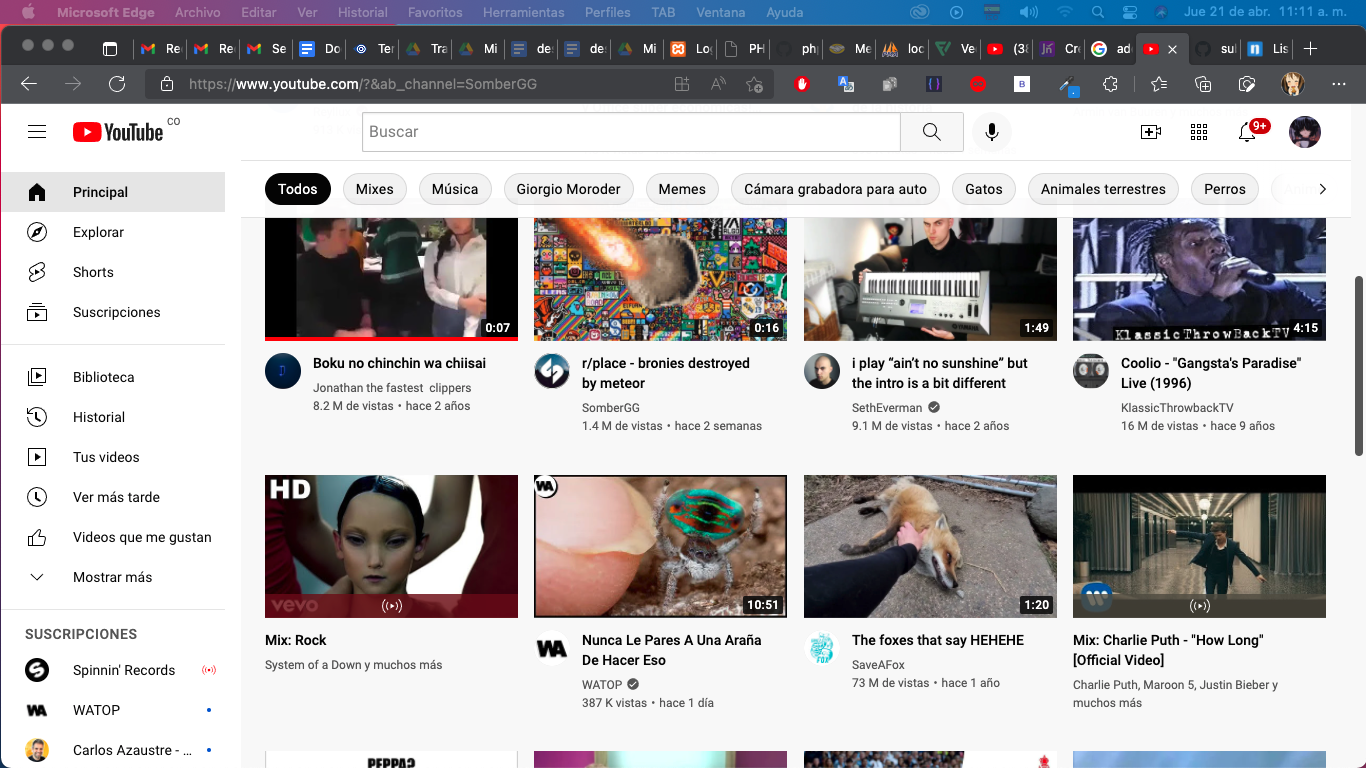 Microsoft Edge Archivo Editar Ver Historial Favoritos Herramientas Perfiles TAB Ventana Ayuda Jue 21 de abr. 11:11 a. m.
Re Re Se Do Ter Tra Mi de de Mi Lo PH ph Me loc Ve (38 Cre ad su Lis
https://www.youtube.com/?&ab_channel=SomberGG
YouTube CO
Buscar
9+
Todos Mixes Música Giorgio Moroder Memes Cámara grabadora para auto Gatos Animales terrestres Perros
Principal
Explorar
Shorts
Suscripciones
Biblioteca
Historial
Tus videos
Ver más tarde
Videos que me gustan
Mostrar más
SUSCRIPCIONES
Spinnin' Records
WATOP
Carlos Azaustre - ...
0:07
Boku no chinchin wa chiisai
Jonathan the fastest clippers
8.2 M de vistas • hace 2 años
0:16
r/place - bronies destroyed
by meteor
SomberGG
1.4 M de vistas • hace 2 semanas
YAMAHA
1:49
i play “ain’t no sunshine” but
the intro is a bit different
SethEverman
9.1 M de vistas • hace 2 años
KlassicThrowBackTV
4:15
Coolio - "Gangsta's Paradise"
Live (1996)
KlassicThrowbackTV
16 M de vistas • hace 9 años
HD
vevo
Mix: Rock
System of a Down y muchos más
WA
10:51
WA
Nunca Le Pares A Una Araña
De Hacer Eso
WATOP
387 K vistas • hace 1 día
1:20
FOX
The foxes that say HEHEHE
SaveAFox
73 M de vistas • hace 1 año
Mix: Charlie Puth - "How Long"
[Official Video]
Charlie Puth, Maroon 5, Justin Bieber y
muchos más
PEPPA?